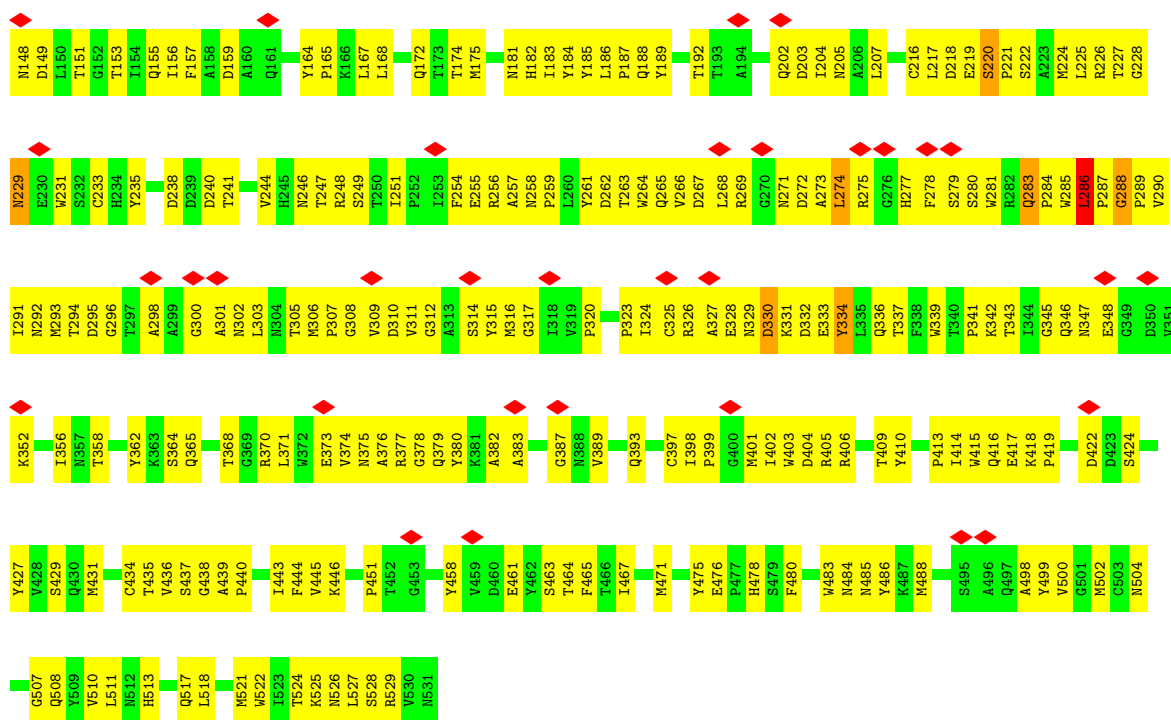 N148 D149 L150 T151 G152 T153 I154 Q155 I156 F157 A158 D159 A160 Q161 Y164 P165 K166 L167 L168 Q172 T173 T174 M175 N181 H182 I183 Y184 Y185 L186 P187 Q188 Y189 T192 T193 A194 Q202 D203 I204 N205 A206 L207 C216 L217 D218 E219 S220 P221 S222 A223 M224 L225 R226 T227 G228
N229 E230 W231 S232 C233 H234 Y235 D238 D239 D240 T241 V244 H245 N246 T247 R248 S249 T250 I251 P252 I253 F254 E255 R256 A257 N258 P259 L260 Y261 D262 T263 W264 Q265 V266 D267 L268 R269 G270 N271 D272 A273 L274 R275 G276 H277 F278 S279 S280 W281 R282 Q283 P284 W285 L286 P287 G288 P289 V290
I291 N292 M293 T294 D295 G296 T297 A298 A299 G300 A301 N302 L303 N304 T305 M306 P307 G308 V309 D310 V311 G312 A313 S314 Y315 M316 G317 I318 V319 P320 P323 I324 C325 R326 A327 E328 N329 D330 K331 D332 E333 Y334 L335 Q336 T337 F338 W339 T340 P341 K342 T343 I344 G345 Q346 N347 E348 G349 D350 V351
K352 I356 N357 T358 Y362 K363 S364 Q365 T368 G369 R370 L371 W372 E373 V374 N375 A376 R377 G378 Q379 Y380 K381 A382 A383 G387 N388 V389 Q393 C397 I398 P399 G400 M401 I402 W403 D404 R405 R406 T409 Y410 P413 I414 W415 Q416 E417 K418 P419 D422 D423 S424
Y427 V428 S429 Q430 M431 C434 T435 V436 S437 G438 A439 P440 I443 F444 V445 K446 P451 T452 G453 Y458 V459 D460 E461 Y462 S463 T464 F465 T466 I467 M471 Y475 E476 P477 H478 S479 F480 W483 N484 N485 Y486 K487 M488 S495 A496 Q497 A498 Y499 V500 G501 M502 C503 N504
G507 Q508 Y509 V510 L511 N512 H513 Q517 L518 M521 W522 I523 T524 K525 N526 L527 S528 R529 V530 N531